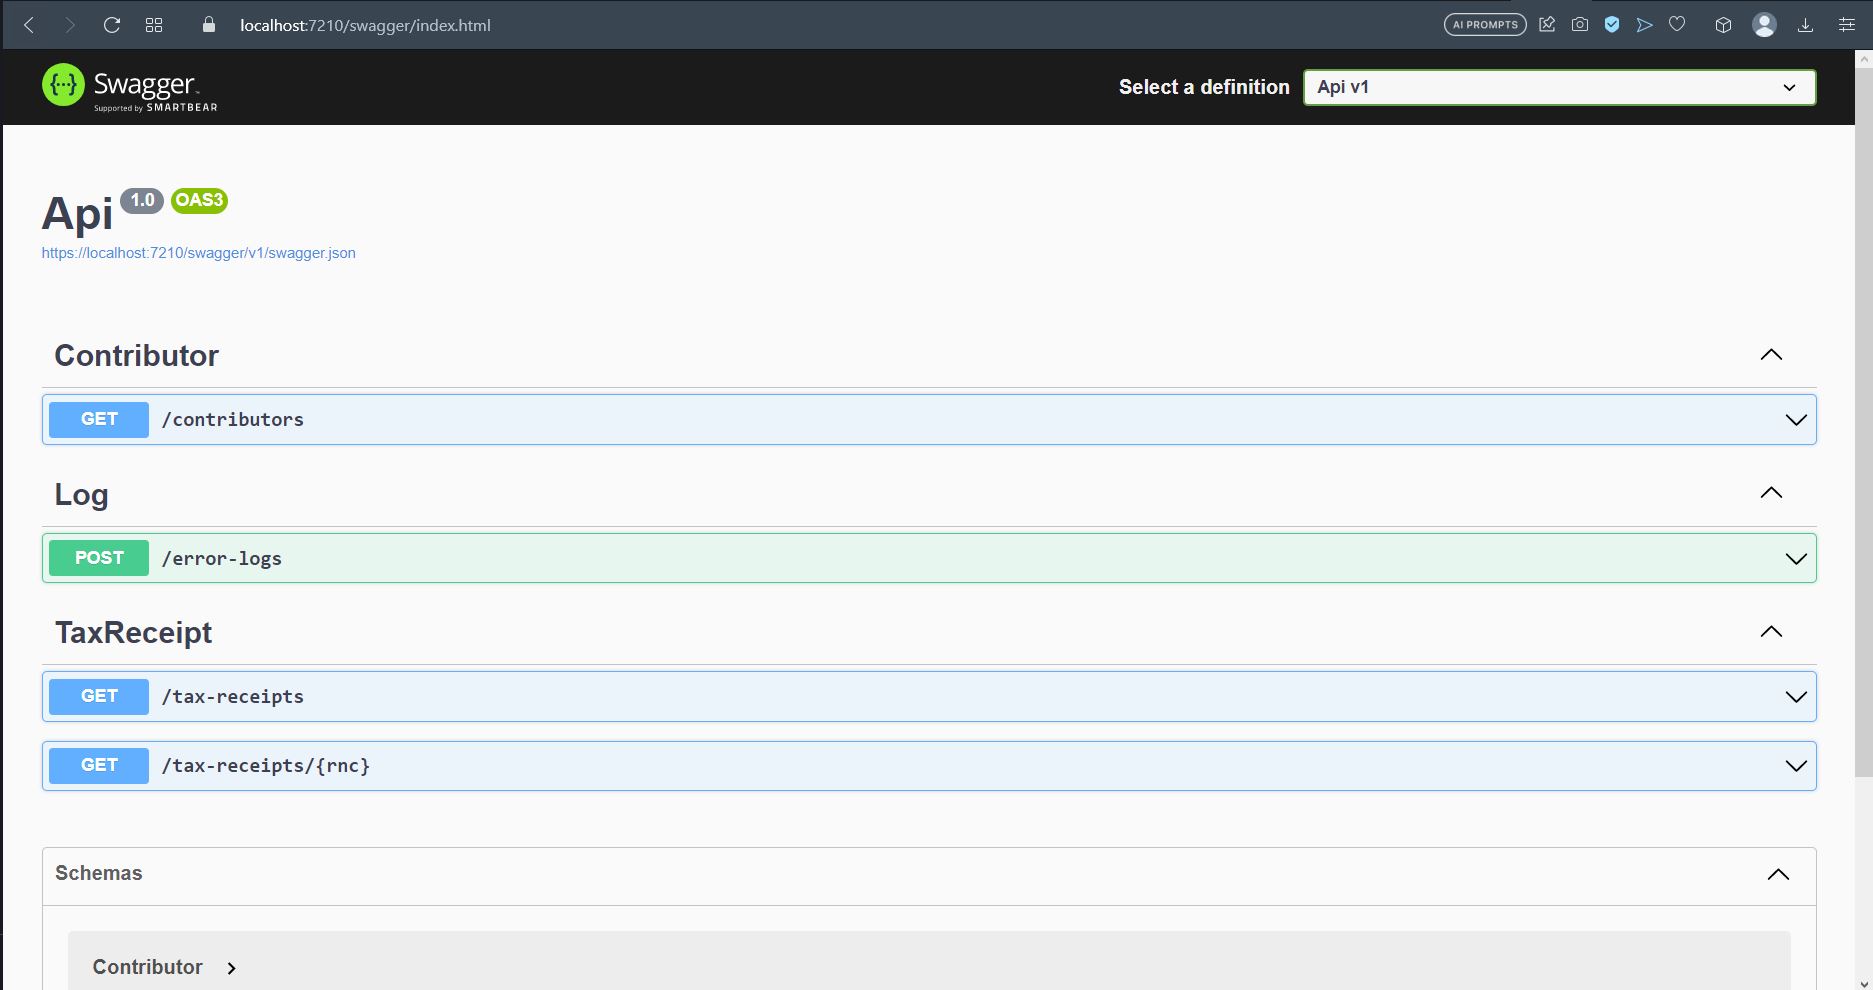 localhost:7210/swagger/index.html
AI PROMPTS
Swagger
Supported by SMARTBEAR
Select a definition
Api v1
Api 1.0 OAS3
https://localhost:7210/swagger/v1/swagger.json
Contributor
GET /contributors
Log
POST /error-logs
TaxReceipt
GET /tax-receipts
GET /tax-receipts/{rnc}
Schemas
Contributor